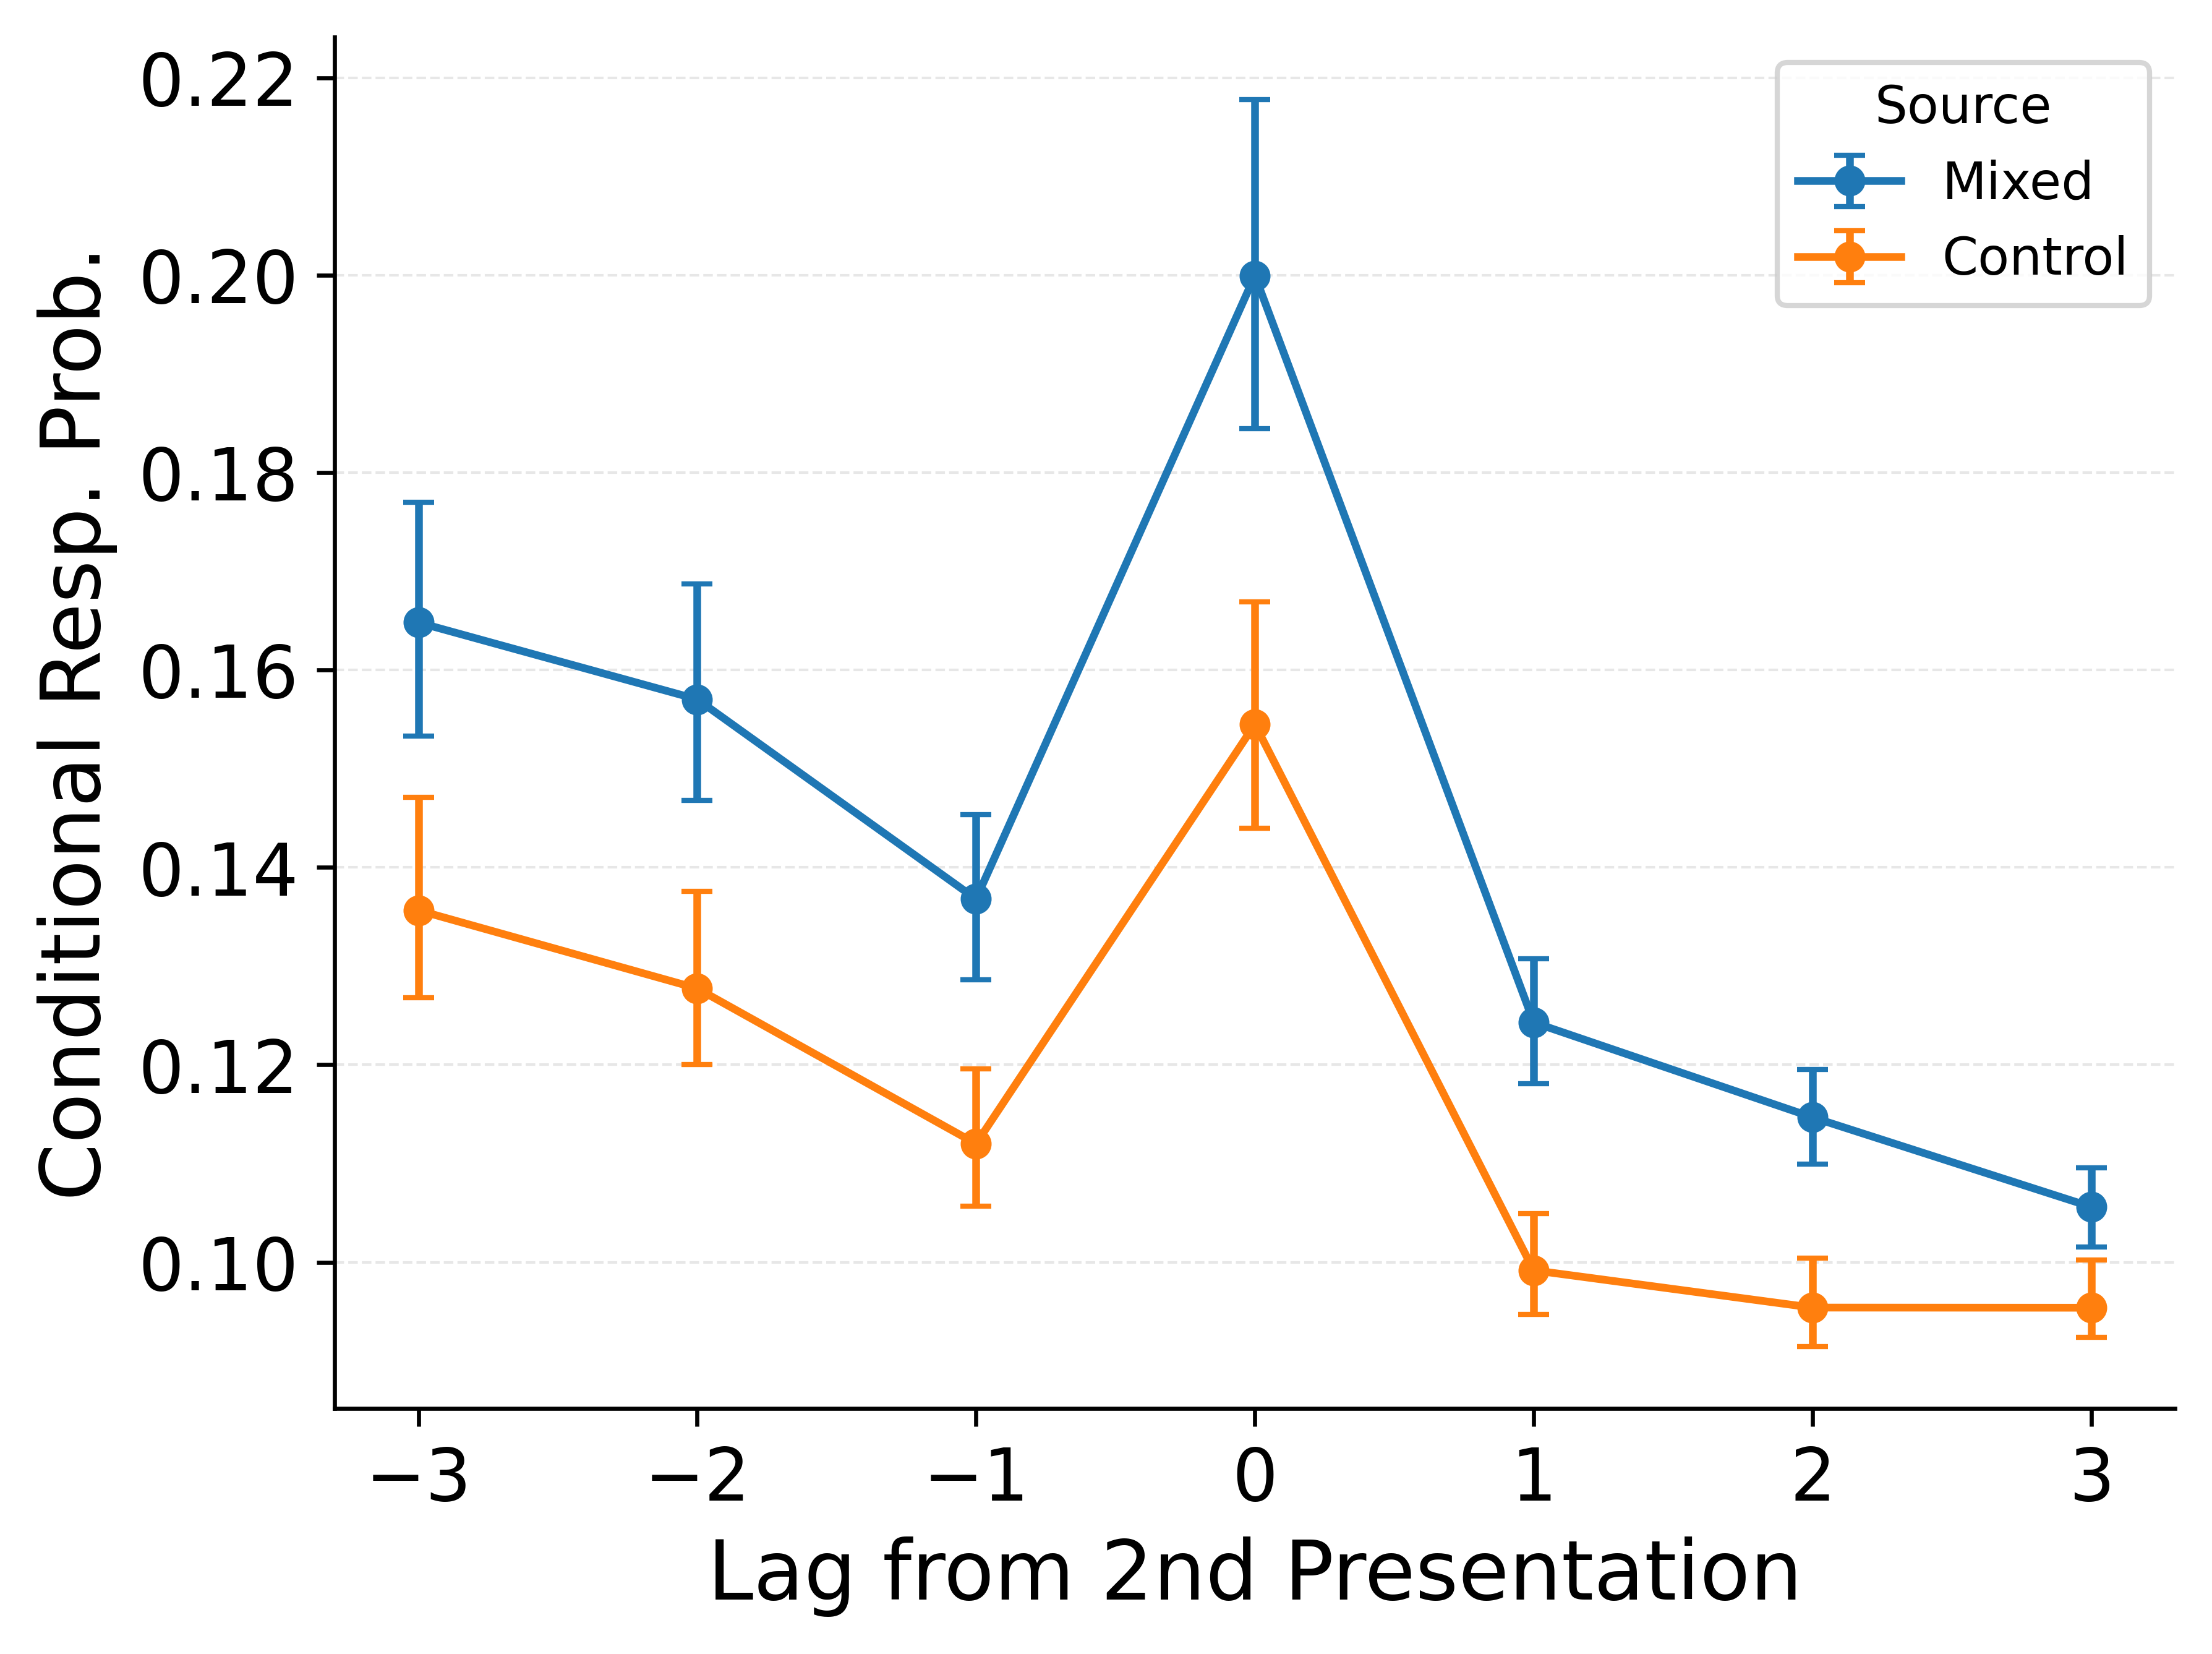 Conditional Resp. Prob.
0.22
0.20
0.18
0.16
0.14
0.12
0.10
Source
Mixed
Control
−3 −2 −1 0 1 2 3
Lag from 2nd Presentation